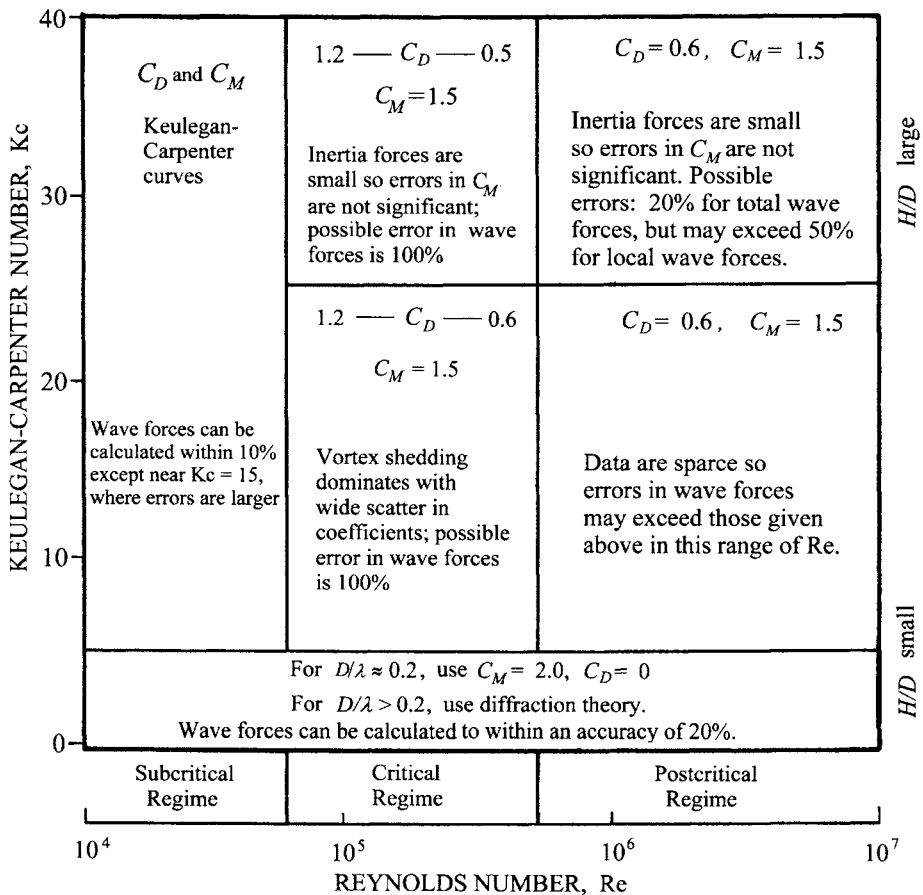 KEULEGAN-CARPENTER NUMBER, Kc
40
30
20
10
0
C_D and C_M
Keulegan-
Carpenter
curves
Wave forces can be
calculated within 10%
except near Kc = 15,
where errors are larger
1.2 — C_D — 0.5
C_M = 1.5
Inertia forces are
small so errors in C_M
are not significant;
possible error in wave
forces is 100%
C_D = 0.6, C_M = 1.5
Inertia forces are small
so errors in C_M are not
significant. Possible
errors: 20% for total wave
forces, but may exceed 50%
for local wave forces.
1.2 — C_D — 0.6
C_M = 1.5
Vortex shedding
dominates with
wide scatter in
coefficients; possible
error in wave forces
is 100%
C_D = 0.6, C_M = 1.5
Data are sparce so
errors in wave forces
may exceed those given
above in this range of Re.
For D/λ ≈ 0.2, use C_M = 2.0, C_D = 0
For D/λ > 0.2, use diffraction theory.
Wave forces can be calculated to within an accuracy of 20%.
H/D large
H/D small
Subcritical
Regime
Critical
Regime
Postcritical
Regime
10^4 10^5 10^6 10^7
REYNOLDS NUMBER, Re